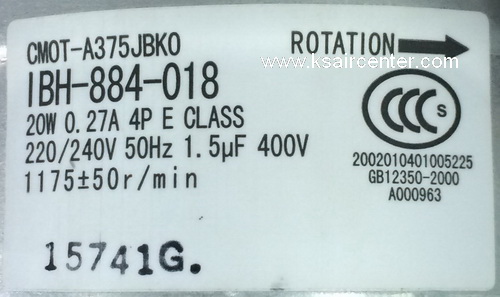 CMOT-A375JBKO
ROTATION
www.ksaircenter.com
IBH-884-018
20W 0.27A 4P E CLASS
220/240V 50Hz 1.5µF 400V
1175±50r/min
CCC S
2002010401005225
GB12350-2000
A000963
15741G.